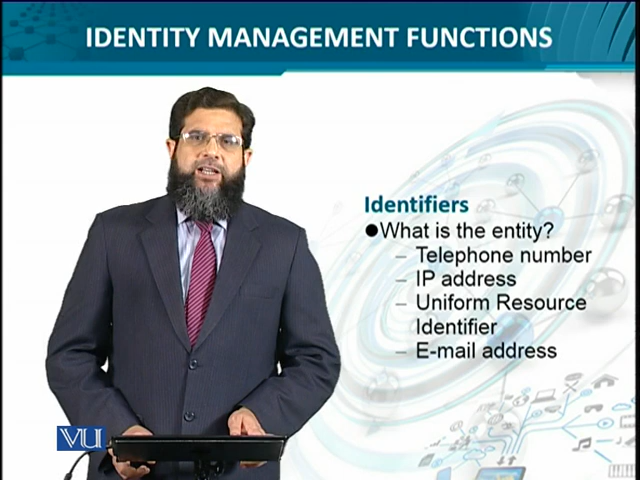 IDENTITY MANAGEMENT FUNCTIONS
Identifiers
●What is the entity?
– Telephone number
– IP address
– Uniform Resource
Identifier
– E-mail address
VU